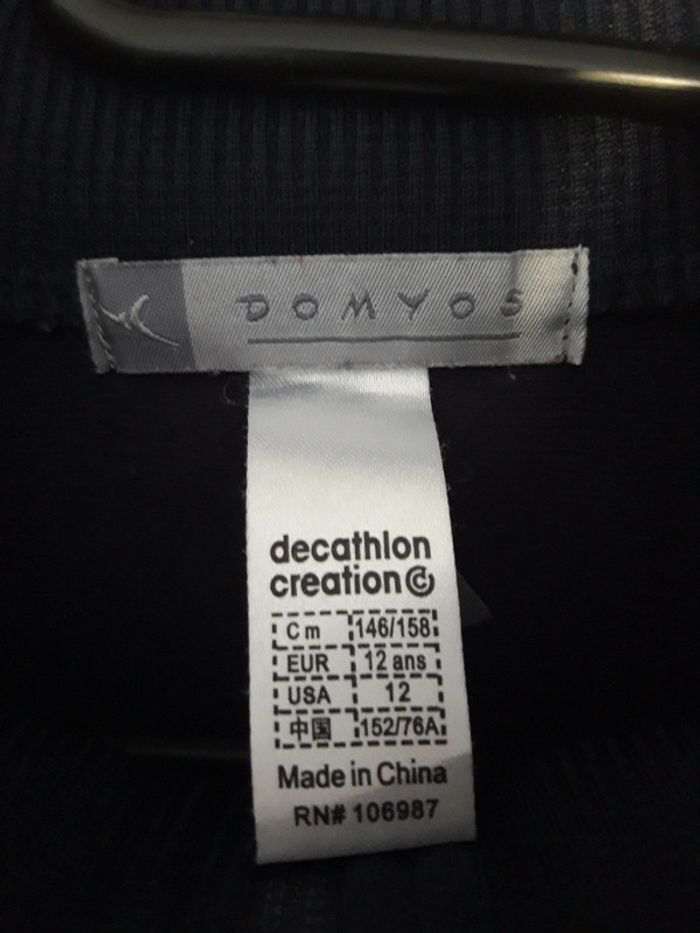 DOMYOS
decathlon
creation
Cm 146/158
EUR 12 ans
USA 12
中国 152/76A
Made in China
RN# 106987